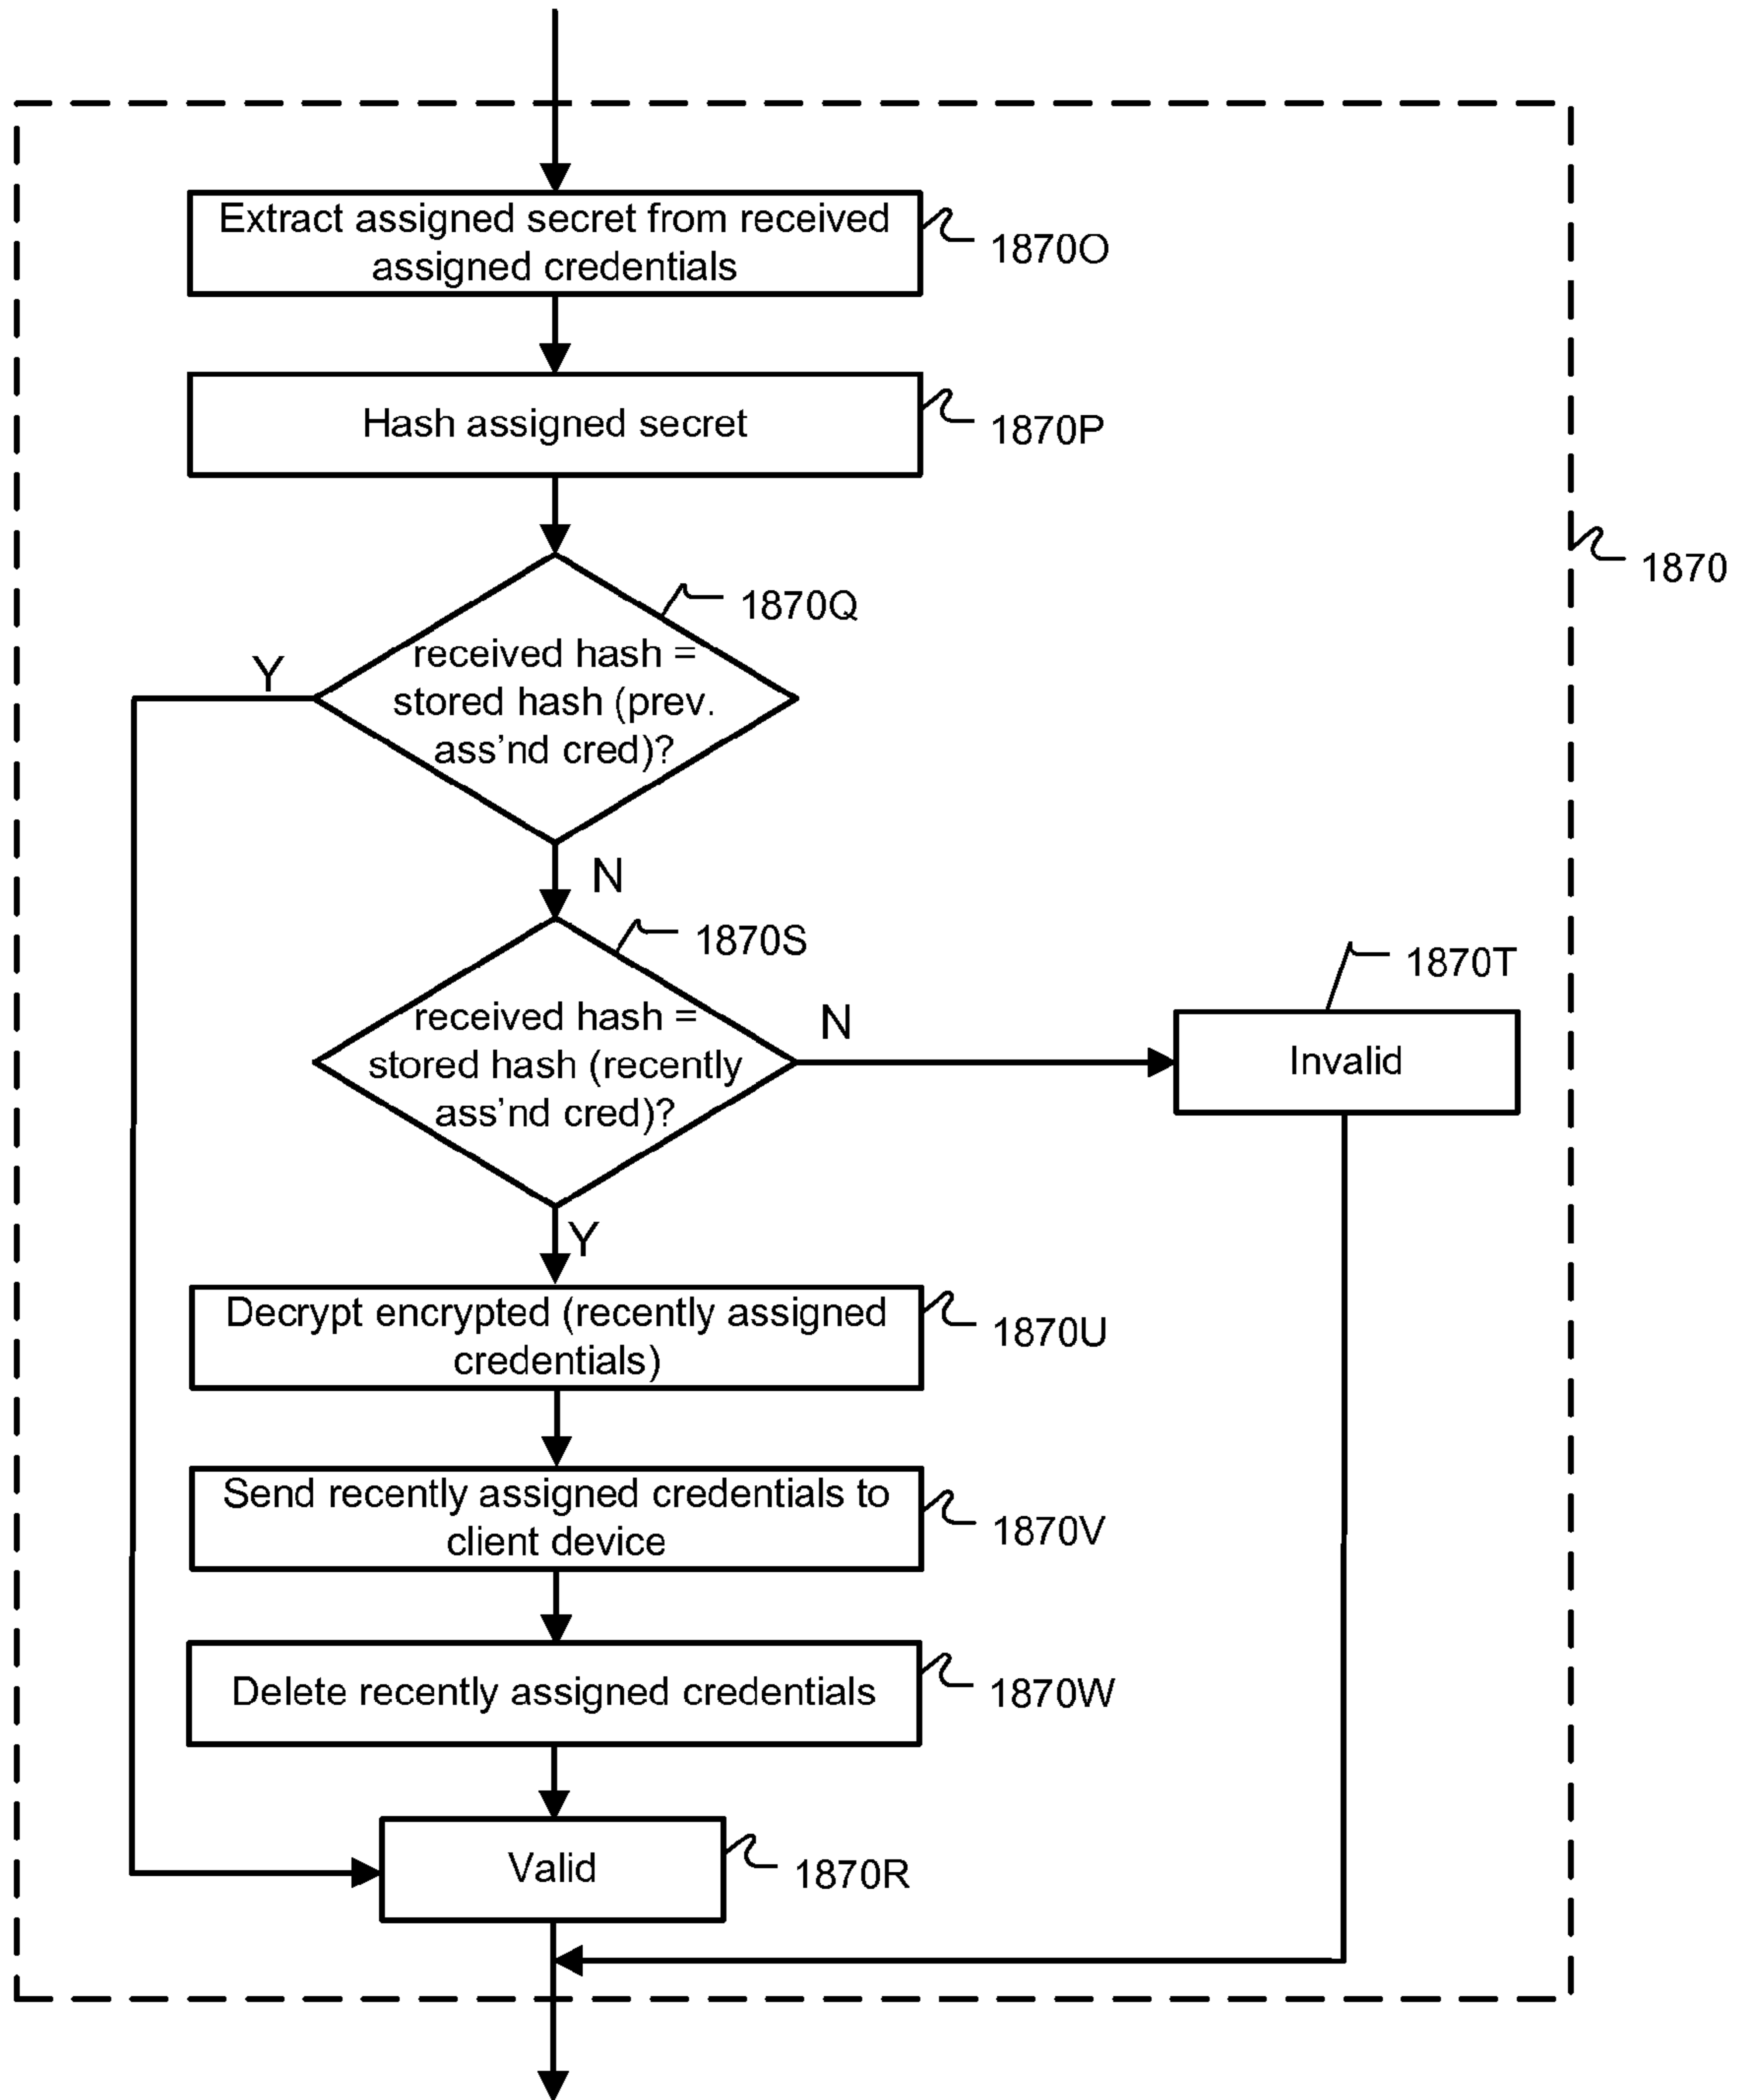 Extract assigned secret from received
assigned credentials
1870O
Hash assigned secret
1870P
1870
1870Q
Y
received hash =
stored hash (prev.
ass'nd cred)?
N
1870S
1870T
received hash =
stored hash (recently
ass'nd cred)?
N
Invalid
Y
Decrypt encrypted (recently assigned
credentials)
1870U
Send recently assigned credentials to
client device
1870V
Delete recently assigned credentials
1870W
Valid
1870R